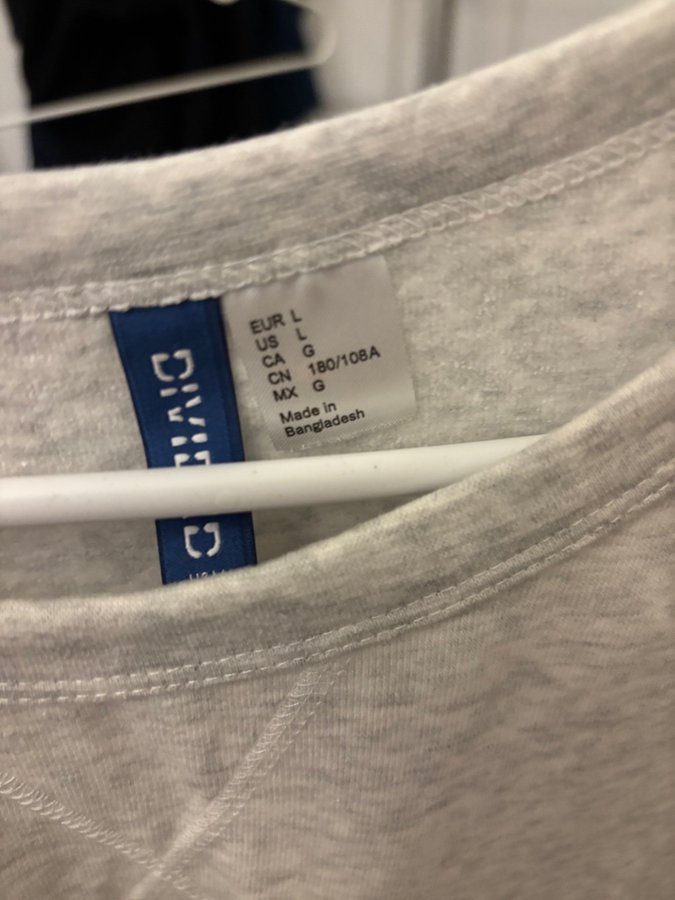 EUR L
US L
CA G
CN 180/108A
MX G
Made in
Bangladesh